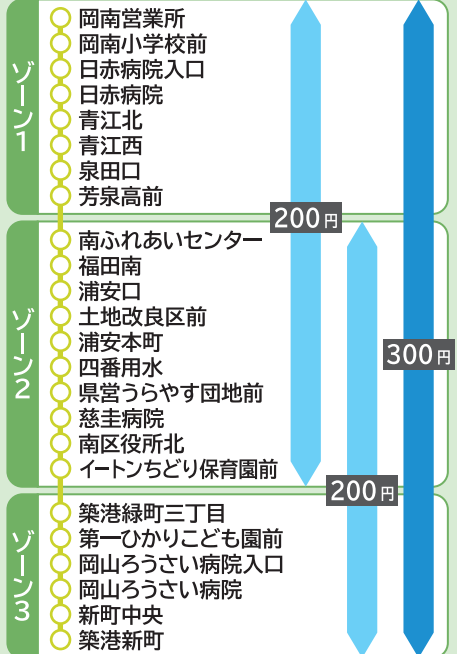 ゾーン1
岡南営業所
岡南小学校前
日赤病院入口
日赤病院
青江北
青江西
泉田口
芳泉高前
200円
ゾーン2
南ふれあいセンター
福田南
浦安口
土地改良区前
浦安本町
四番用水
県営うらやす団地前
慈圭病院
南区役所北
イートンちどり保育園前
300円
200円
ゾーン3
築港緑町三丁目
第一ひかりこども園前
岡山ろうさい病院入口
岡山ろうさい病院
新町中央
築港新町